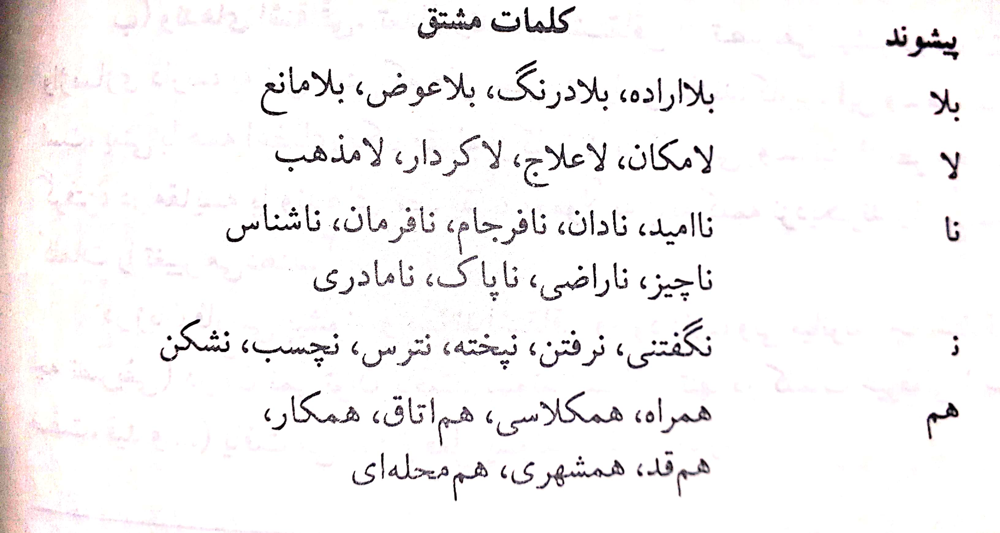 پیشوند کلمات مشتق
بلا بلااراده، بلادرنگ، بلاعوض، بلامانع
لا لامکان، لاعلاج، لاکردار، لامذهب
نا ناامید، نادان، نافرجام، نافرمان، ناشناس
ناچیز، ناراضی، ناپاک، نامادری
نـ نگفتنی، نرفتن، نپخته، نترس، نچسب، نشکن
هم همراه، همکلاسی، هم‌اتاق، همکار،
هم‌قد، همشهری، هم‌محله‌ای